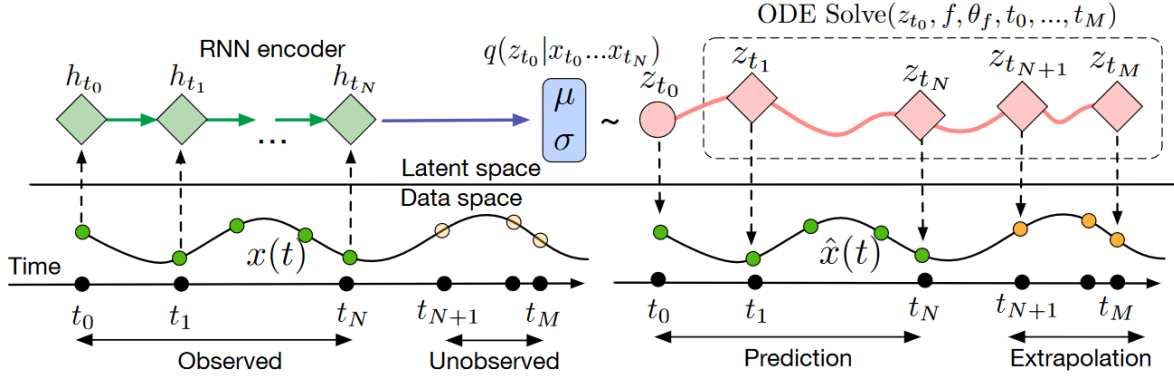 ODE Solve(z_{t_0}, f, θ_f, t_0, ..., t_M)
RNN encoder
q(z_{t_0}|x_{t_0}...x_{t_N})
h_{t_0} h_{t_1} h_{t_N}
z_{t_0} z_{t_1} z_{t_N} z_{t_{N+1}} z_{t_M}
...
μ
σ
~
Latent space
Data space
x(t) x̂(t)
Time
t_0 t_1 t_N t_{N+1} t_M t_0 t_1 t_N t_{N+1} t_M
Observed Unobserved Prediction Extrapolation